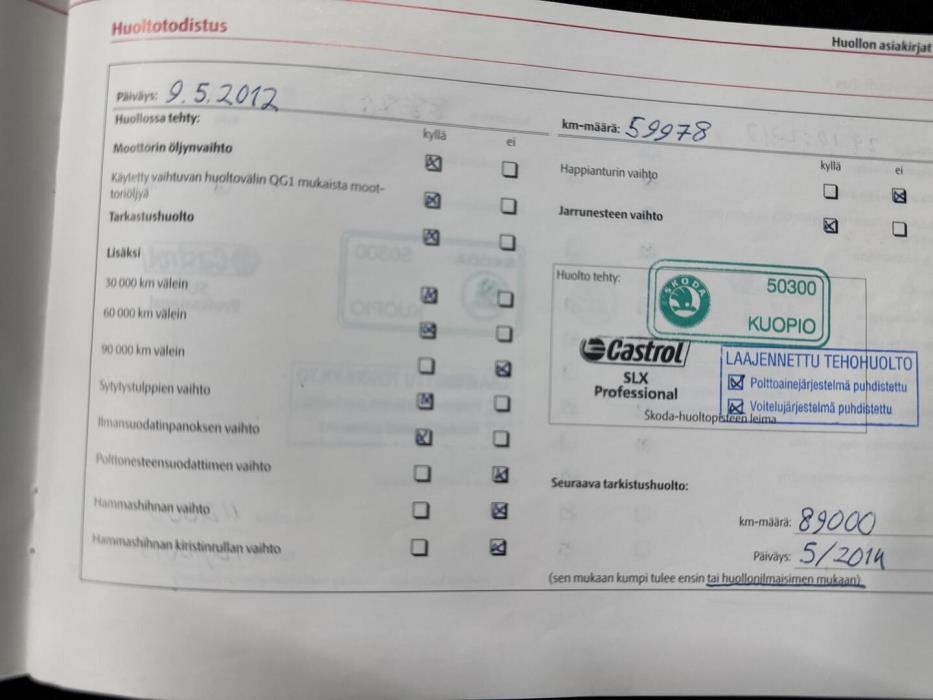 Huoltotodistus
Huollon asiakirjat
Päiväys: 9.5.2012
Huollossa tehty:
kyllä ei
Moottorin öljynvaihto
Käytetty vaihtuvan huoltovälin QG1 mukaista moot-
toriöljyä
Tarkastushuolto
Lisäksi
30 000 km välein
60 000 km välein
90 000 km välein
Sytytystulppien vaihto
Ilmansuodatinpanoksen vaihto
Polttonesteensuodattimen vaihto
Hammashihnan vaihto
Hammashihnan kiristinrullan vaihto
km-määrä: 59978
kyllä ei
Happianturin vaihto
Jarrunesteen vaihto
Huolto tehty:
SKODA
50300
KUOPIO
Castrol
SLX
Professional
LAAJENNETTU TEHOHUOLTO
Polttoainejärjestelmä puhdistettu
Voitelujärjestelmä puhdistettu
Škoda-huoltopisteen leima
Seuraava tarkistushuolto:
km-määrä: 89000
Päiväys: 5/2014
(sen mukaan kumpi tulee ensin tai huollonilmaisimen mukaan)